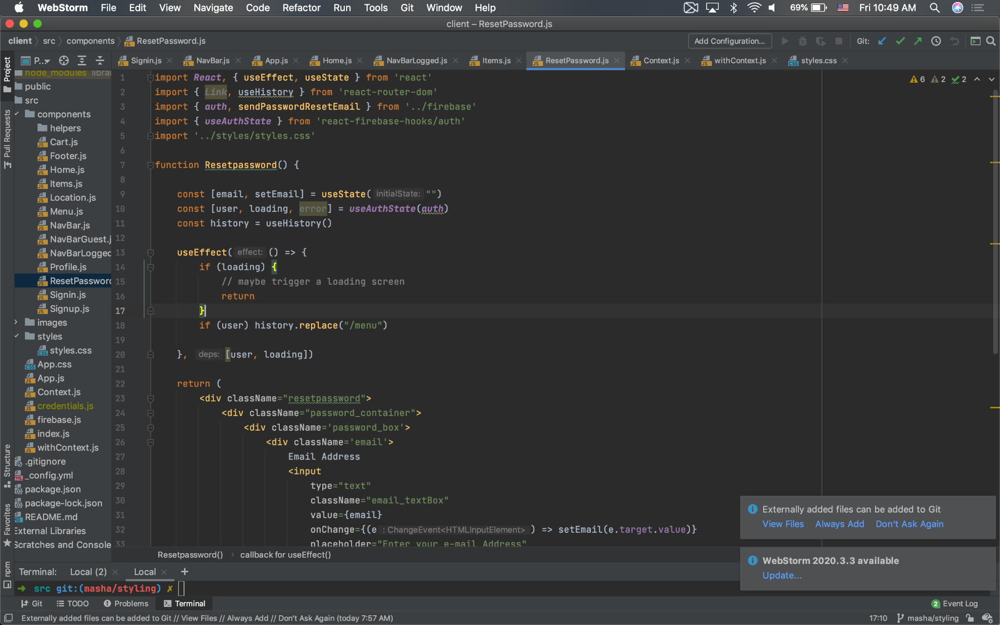 WebStorm File Edit View Navigate Code Refactor Run Tools Git Window Help 69% Fri 10:49 AM
client – ResetPassword.js
client src components ResetPassword.js Add Configuration... Git:
P... Signin.js NavBar.js App.js Home.js NavBarLogged.js Items.js ResetPassword.js Context.js withContext.js styles.css
Project
Pull Requests
Structure
Favorites
npm
node_modules librar
public
src
components
helpers
Cart.js
Footer.js
Home.js
Items.js
Location.js
Menu.js
NavBar.js
NavBarGuest.j
NavBarLogged
Profile.js
ResetPassword
Signin.js
Signup.js
images
styles
styles.css
App.css
App.js
Context.js
credentials.js
firebase.js
index.js
withContext.js
.gitignore
_config.yml
package.json
package-lock.json
README.md
External Libraries
Scratches and Console
6 2 2
1 import React, { useEffect, useState } from 'react'
2 import { Link, useHistory } from 'react-router-dom'
3 import { auth, sendPasswordResetEmail } from '../firebase'
4 import { useAuthState } from 'react-firebase-hooks/auth'
5 import '../styles/styles.css'
6
7 function Resetpassword() {
8
9 const [email, setEmail] = useState( initialState: "")
10 const [user, loading, error] = useAuthState(auth)
11 const history = useHistory()
12
13 useEffect( effect: () => {
14 if (loading) {
15 // maybe trigger a loading screen
16 return
17 }
18 if (user) history.replace("/menu")
19
20 }, deps: [user, loading])
21
22 return (
23 <div className="resetpassword">
24 <div className="password_container">
25 <div className='password_box'>
26 <div className='email'>
27 Email Address
28 <input
29 type="text"
30 className="email_textBox"
31 value={email}
32 onChange={(e : ChangeEvent<HTMLInputElement> ) => setEmail(e.target.value)}
33 placeholder="Enter your e-mail Address"
Resetpassword() callback for useEffect()
Externally added files can be added to Git
View Files Always Add Don't Ask Again
WebStorm 2020.3.3 available
Update...
Terminal: Local (2) Local +
➜ src git:(masha/styling) ✗
Git TODO Problems Terminal 2 Event Log
Externally added files can be added to Git // View Files // Always Add // Don't Ask Again (today 7:57 AM) 17:10 masha/styling